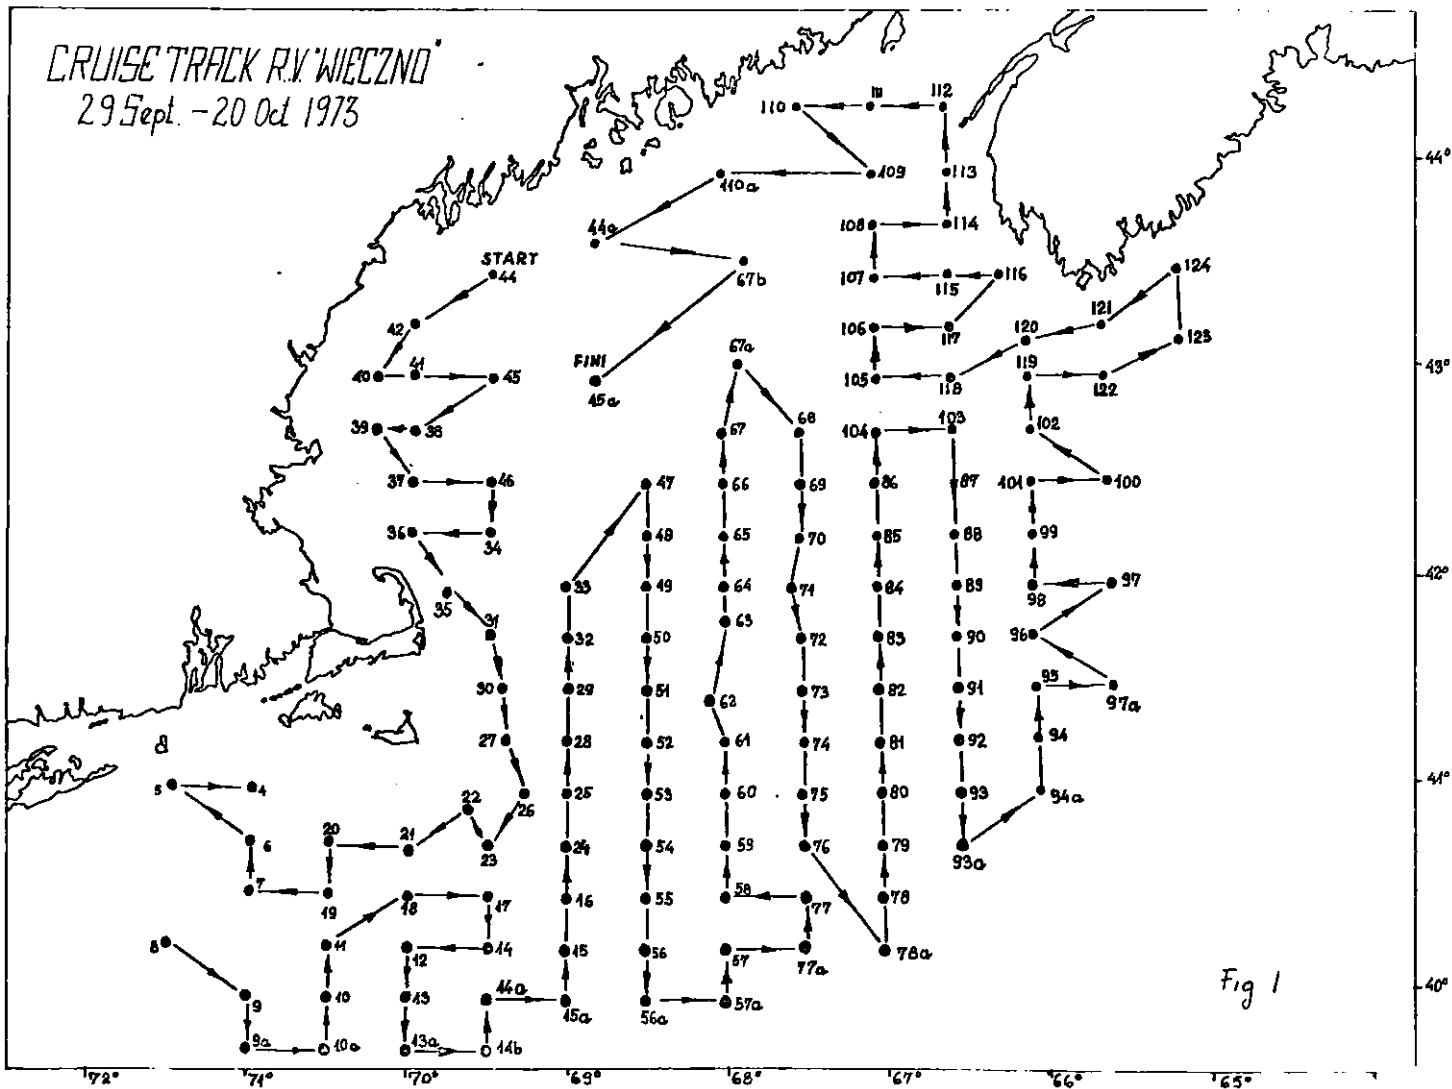 CRUISE TRACK R.V. "WIECZNO"
29 Sept. - 20 Oct 1973
110 111 112
44°
109 113
110a
108 114
44a
START
44
67b
107 115 116
124
42
121
106 117
120
123
67a
41
FINI
43°
40 45
45a
105 118
119
122
39 38
67 68
104 103
102
37 46
47
66 69
86 87
101 100
36 34
48 65 70
85 88
99
42°
35
33 49 64 71
84 89
98 97
31
63
32 50 72
83 90
96
30
29 51
62
73
82 91
95
97a
27
28 52 61 74
81 92
94
41°
5 4
22
26
25 53 60 75
80 93
94a
6 20 21
23
24 54 59 76
79
93a
7 19
18 17
16 55 58 77
78
8 11
12 14
15 56 57
77a
78a
Fig 1
9 10 13
14a
15a
56a
57a
40°
9a 10a 13a 14b
72° 71° 70° 69° 68° 67° 66° 65°